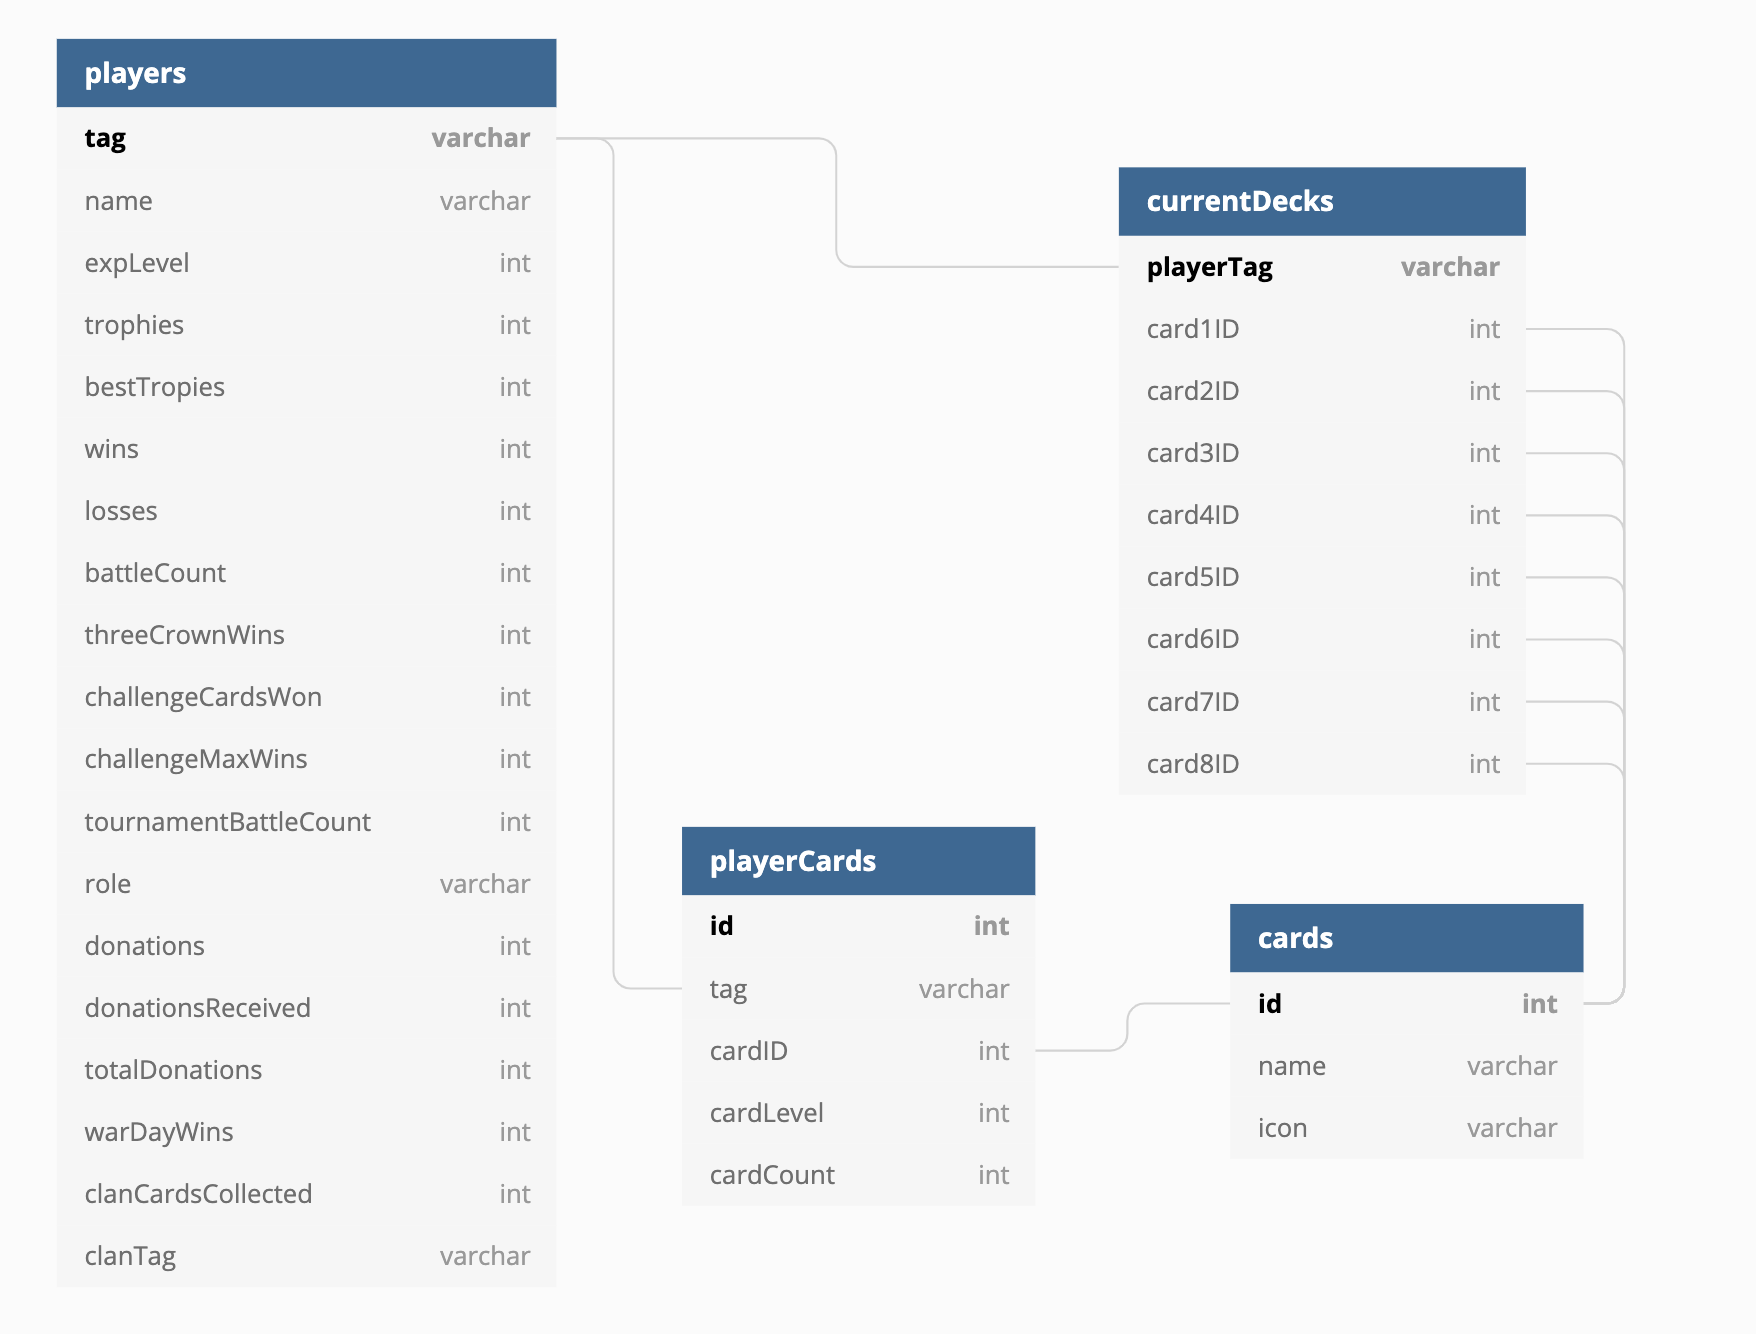 players
tag varchar
name varchar
expLevel int
trophies int
bestTropies int
wins int
losses int
battleCount int
threeCrownWins int
challengeCardsWon int
challengeMaxWins int
tournamentBattleCount int
role varchar
donations int
donationsReceived int
totalDonations int
warDayWins int
clanCardsCollected int
clanTag varchar
currentDecks
playerTag varchar
card1ID int
card2ID int
card3ID int
card4ID int
card5ID int
card6ID int
card7ID int
card8ID int
playerCards
id int
tag varchar
cardID int
cardLevel int
cardCount int
cards
id int
name varchar
icon varchar